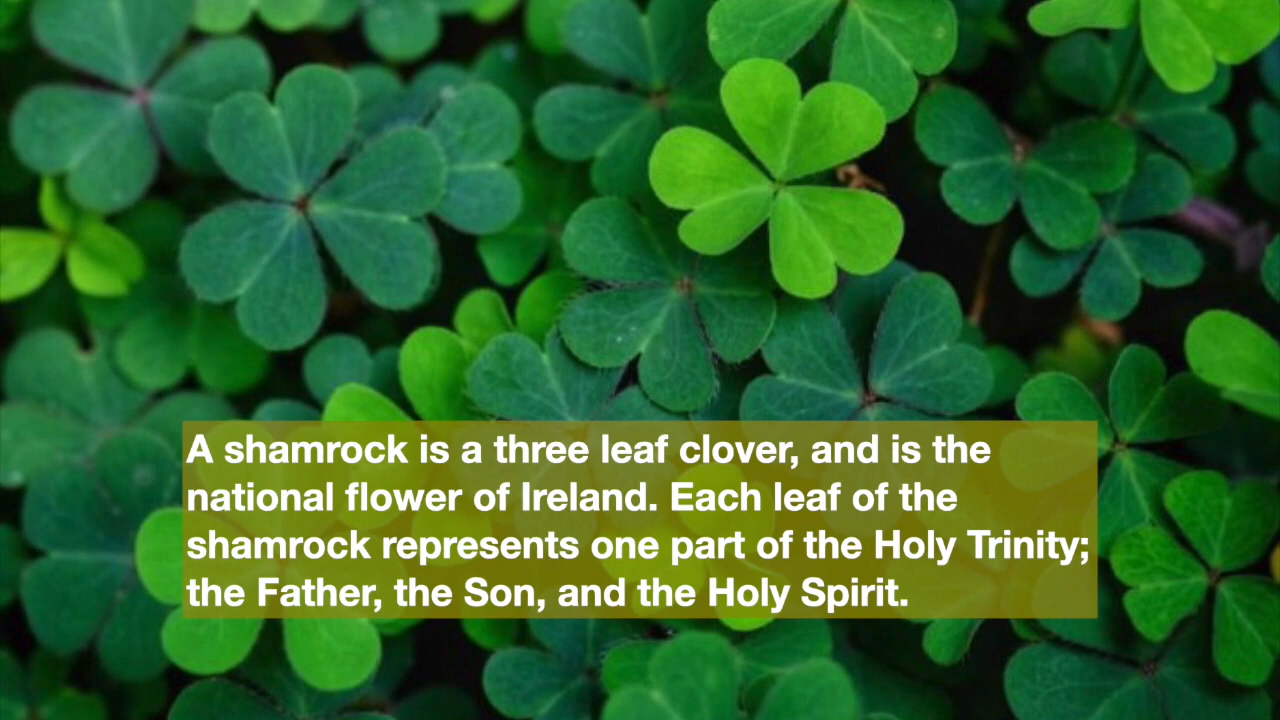 A shamrock is a three leaf clover, and is the
national flower of Ireland. Each leaf of the
shamrock represents one part of the Holy Trinity;
the Father, the Son, and the Holy Spirit.